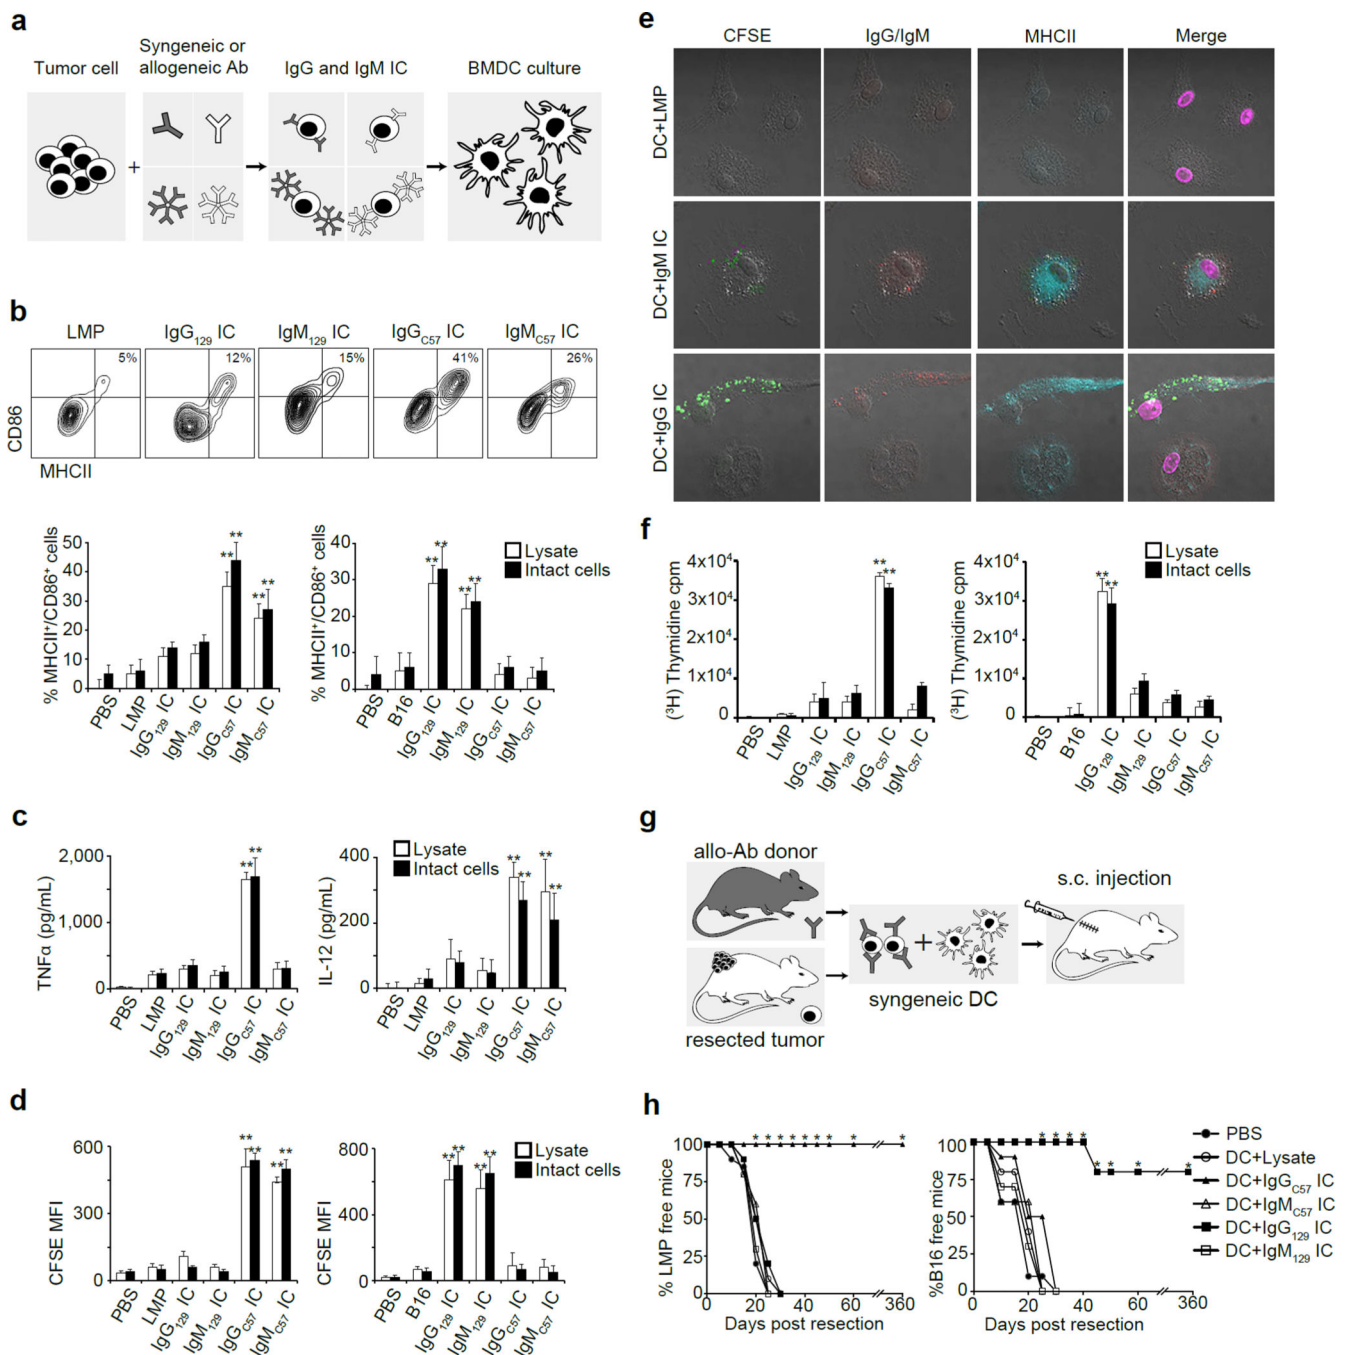 a
Tumor cell
Syngeneic or
allogeneic Ab
IgG and IgM IC
BMDC culture
+
b
LMP
IgG129 IC
IgM129 IC
IgGC57 IC
IgMC57 IC
5%
12%
15%
41%
26%
CD86
MHCII
% MHCII+/CD86+ cells
50
40
30
20
10
0
PBS
LMP
IgG129 IC
IgM129 IC
IgGC57 IC
IgMC57 IC
** ** ** **
% MHCII+/CD86+ cells
40
30
20
10
0
PBS
B16
IgG129 IC
IgM129 IC
IgGC57 IC
IgMC57 IC
** ** ** **
Lysate
Intact cells
c
TNFα (pg/mL)
2,000
1,000
0
PBS
LMP
IgG129 IC
IgM129 IC
IgGC57 IC
IgMC57 IC
** **
IL-12 (pg/mL)
400
200
0
PBS
LMP
IgG129 IC
IgM129 IC
IgGC57 IC
IgMC57 IC
** ** ** **
Lysate
Intact cells
d
CFSE MFI
600
300
0
PBS
LMP
IgG129 IC
IgM129 IC
IgGC57 IC
IgMC57 IC
** ** ** **
CFSE MFI
800
400
0
PBS
B16
IgG129 IC
IgM129 IC
IgGC57 IC
IgMC57 IC
** ** ** **
Lysate
Intact cells
e
CFSE
IgG/IgM
MHCII
Merge
DC+LMP
DC+IgM IC
DC+IgG IC
f
(3H) Thymidine cpm
4x10⁴
3x10⁴
2x10⁴
1x10⁴
0
PBS
LMP
IgG129 IC
IgM129 IC
IgGC57 IC
IgMC57 IC
** **
(3H) Thymidine cpm
4x10⁴
3x10⁴
2x10⁴
1x10⁴
0
PBS
B16
IgG129 IC
IgM129 IC
IgGC57 IC
IgMC57 IC
** **
Lysate
Intact cells
g
allo-Ab donor
resected tumor
+
syngeneic DC
s.c. injection
h
% LMP free mice
100
75
50
25
0
0 20 40 60 360
Days post resection
* * * * * * * * *
%B16 free mice
100
75
50
25
0
0 20 40 60 360
Days post resection
* * * * * * * *
PBS
DC+Lysate
DC+IgGC57 IC
DC+IgMC57 IC
DC+IgG129 IC
DC+IgM129 IC